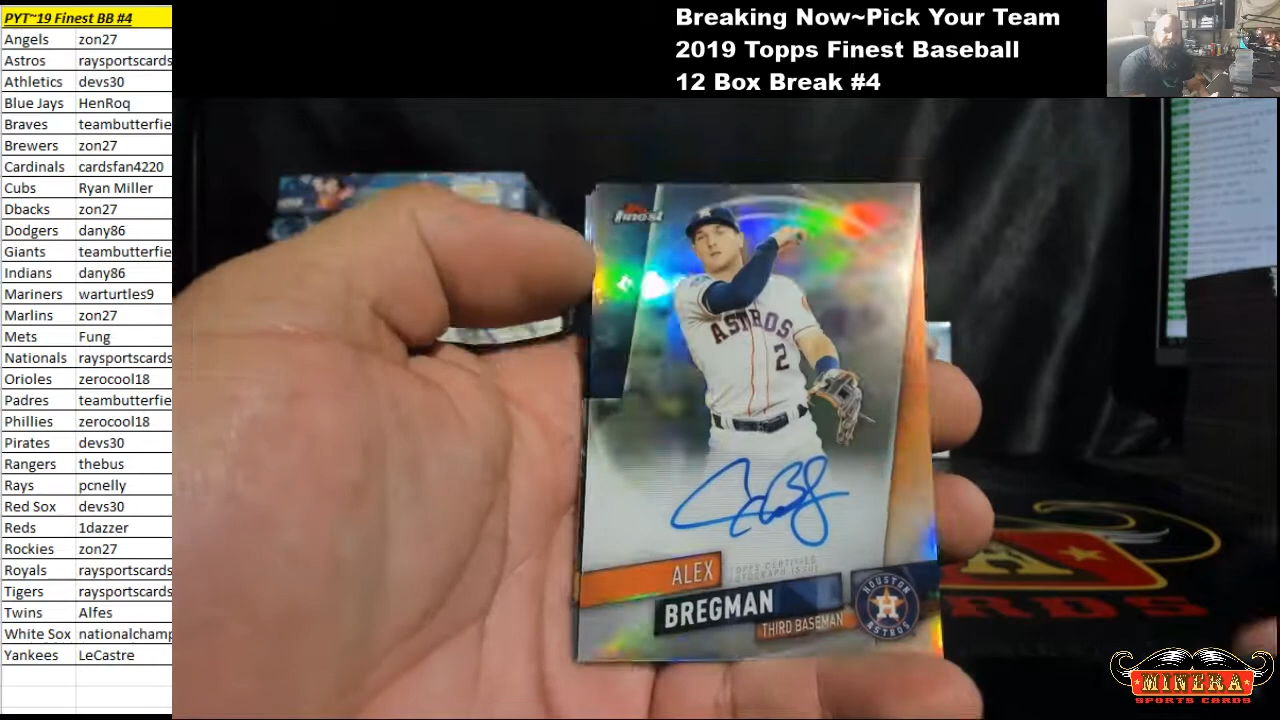 PYT~19 Finest BB #4
Angels zon27
Astros raysportscards
Athletics devs30
Blue Jays HenRoq
Braves teambutterfie
Brewers zon27
Cardinals cardsfan4220
Cubs Ryan Miller
Dbacks zon27
Dodgers dany86
Giants teambutterfie
Indians dany86
Mariners warturtles9
Marlins zon27
Mets Fung
Nationals raysportscards
Orioles zerocool18
Padres teambutterfie
Phillies zerocool18
Pirates devs30
Rangers thebus
Rays pcnelly
Red Sox devs30
Reds 1dazzer
Rockies zon27
Royals raysportscards
Tigers raysportscards
Twins Alfes
White Sox nationalchamp
Yankees LeCastre
Breaking Now~Pick Your Team
2019 Topps Finest Baseball
12 Box Break #4
Topps
finest
ASTROS
2
ALEX
TOPPS CERTIFIED
AUTOGRAPH ISSUE
BREGMAN
THIRD BASEMAN
HOUSTON
H
ASTROS
A
RDS
MINERA
SPORTS CARDS